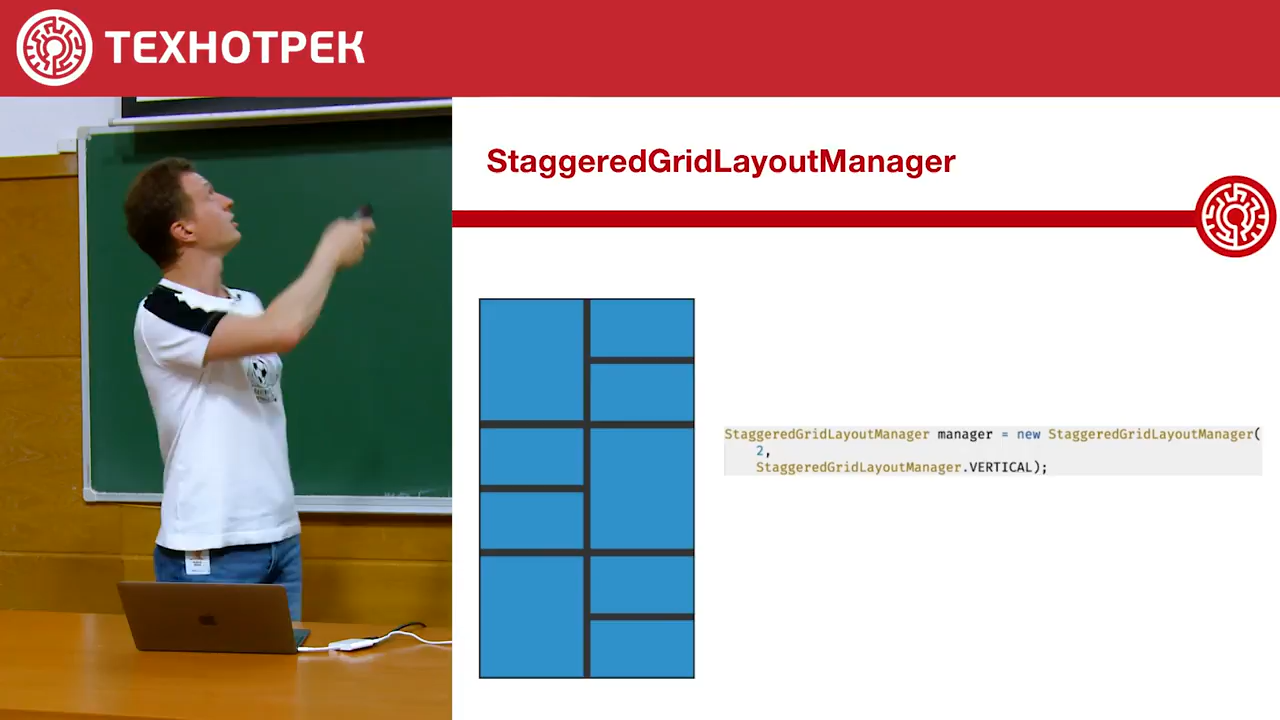 ТЕХНОТРЕК
StaggeredGridLayoutManager
StaggeredGridLayoutManager manager = new StaggeredGridLayoutManager(
2,
StaggeredGridLayoutManager.VERTICAL);